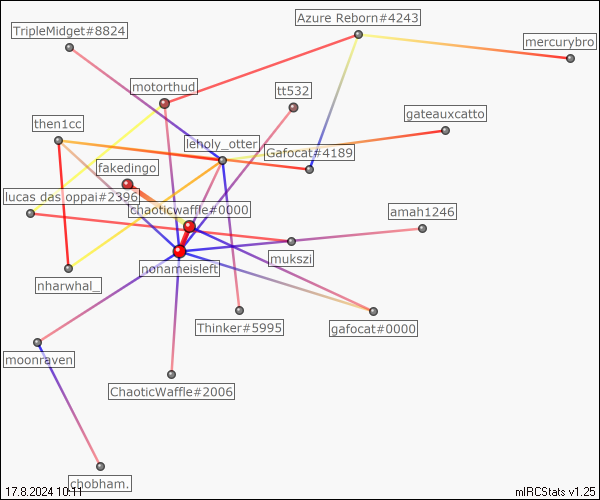 Azure Reborn#4243
TripleMidget#8824
mercurybro
motorthud
tt532
gateauxcatto
then1cc
leholy_otter
Gafocat#4189
fakedingo
lucas das oppai#2396
chaoticwaffle#0000
amah1246
mukszi
nonameisleft
nharwhal_
Thinker#5995
gafocat#0000
moonraven
ChaoticWaffle#2006
chobham.
17.8.2024 10:11
mIRCStats v1.25